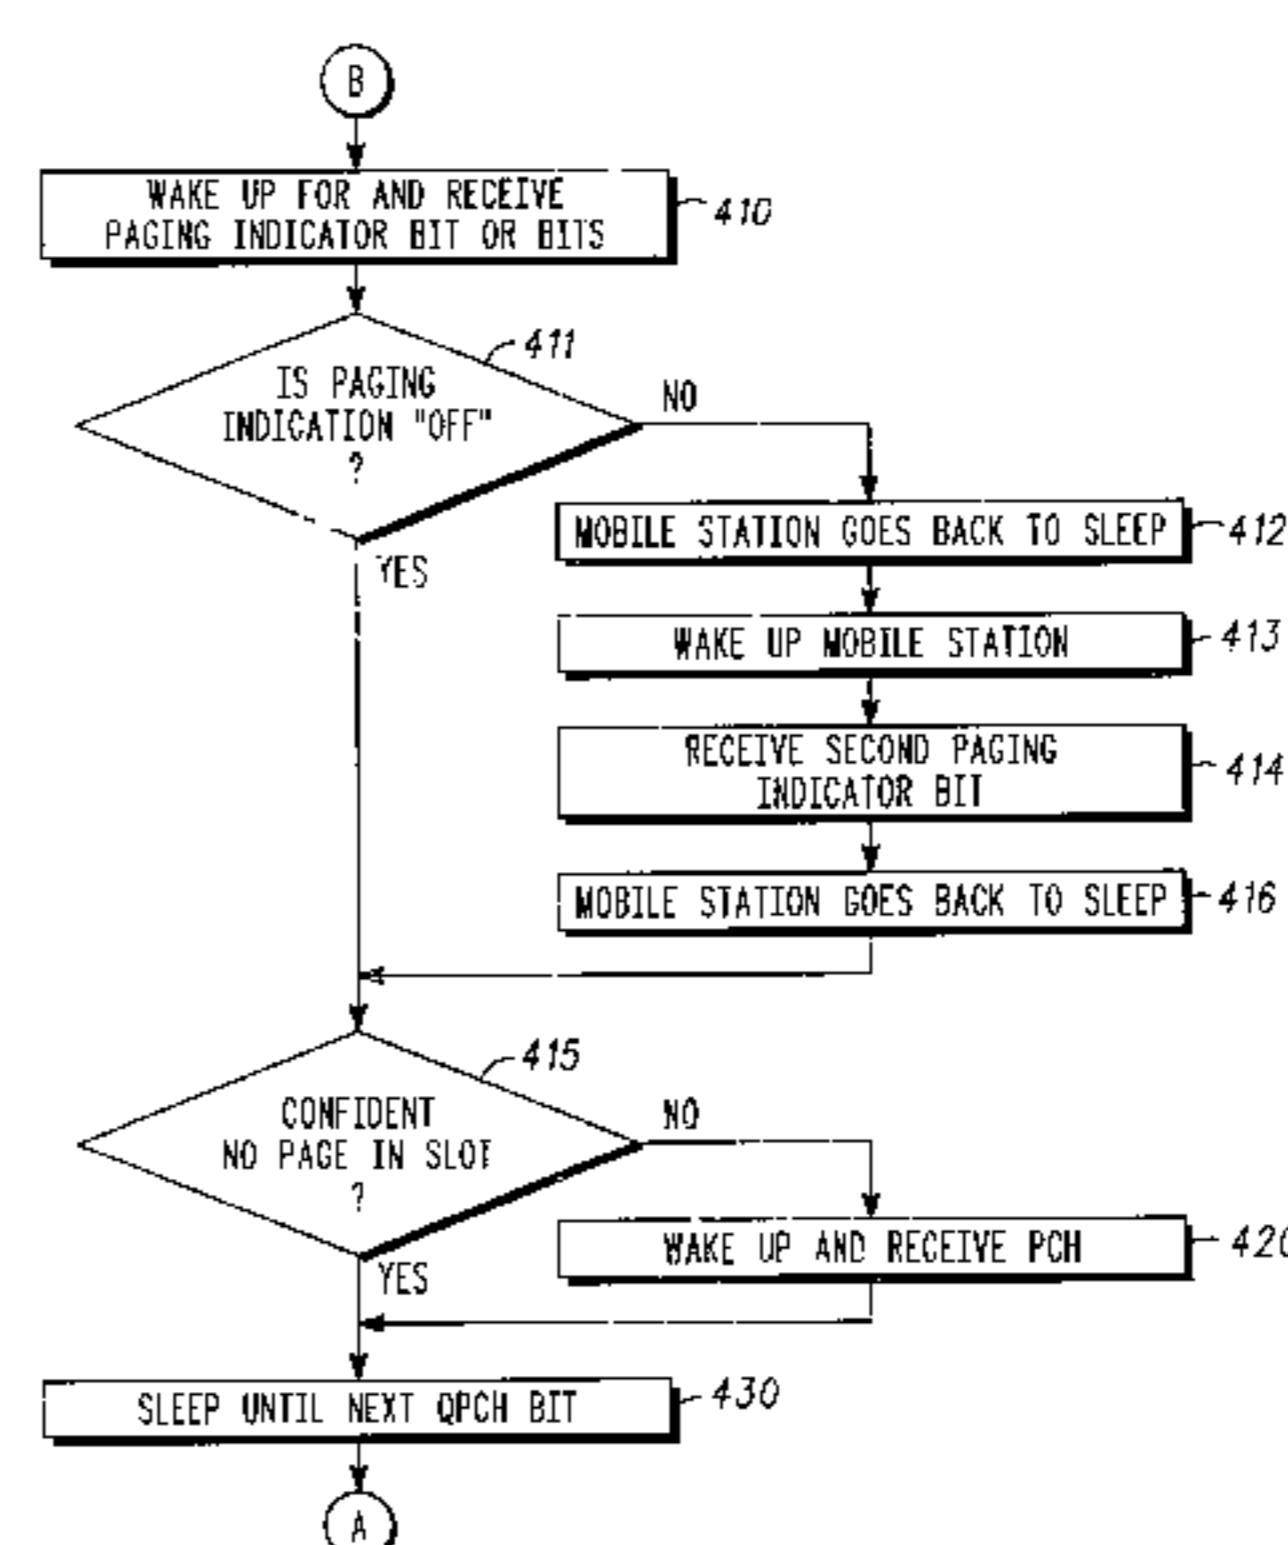 B
WAKE UP FOR AND RECEIVE
PAGING INDICATOR BIT OR BITS
410
411
IS PAGING
INDICATION "OFF"
?
NO
YES
MOBILE STATION GOES BACK TO SLEEP
412
WAKE UP MOBILE STATION
413
RECEIVE SECOND PAGING
INDICATOR BIT
414
MOBILE STATION GOES BACK TO SLEEP
416
415
CONFIDENT
NO PAGE IN SLOT
?
NO
YES
WAKE UP AND RECEIVE PCH
420
SLEEP UNTIL NEXT QPCH BIT
430
A